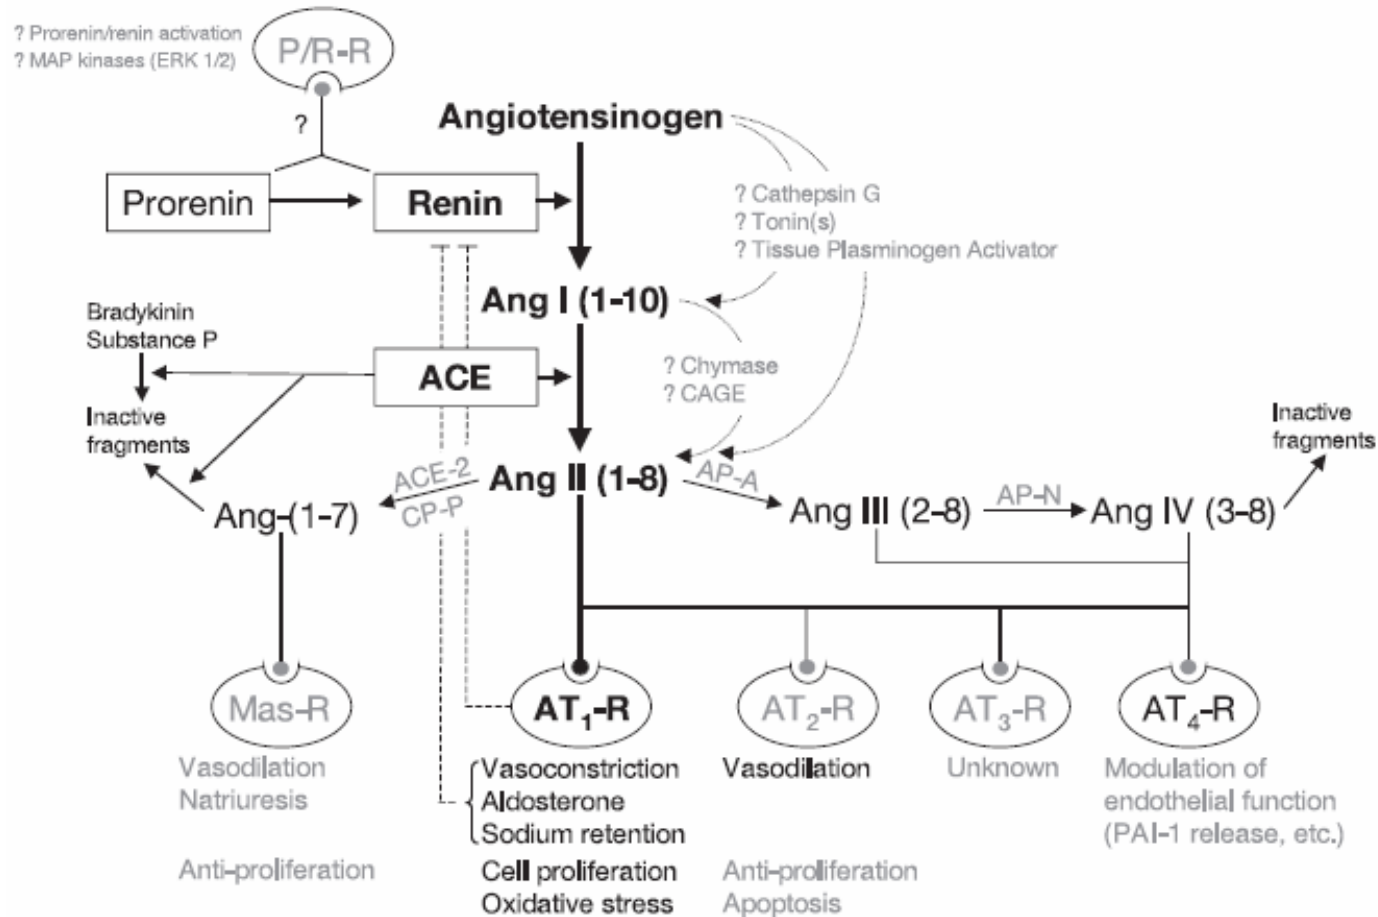 ? Prorenin/renin activation
? MAP kinases (ERK 1/2)
P/R-R
?
Angiotensinogen
Prorenin
Renin
? Cathepsin G
? Tonin(s)
? Tissue Plasminogen Activator
Ang I (1-10)
Bradykinin
Substance P
ACE
? Chymase
? CAGE
Inactive
fragments
Inactive
fragments
ACE-2
CP-P
Ang II (1-8)
AP-A
Ang-(1-7)
Ang III (2-8)
AP-N
Ang IV (3-8)
Mas-R
AT₁-R
AT₂-R
AT₃-R
AT₄-R
Vasodilation
Natriuresis
Anti-proliferation
Vasoconstriction
Aldosterone
Sodium retention
Cell proliferation
Oxidative stress
Vasodilation
Anti-proliferation
Apoptosis
Unknown
Modulation of
endothelial function
(PAI-1 release, etc.)